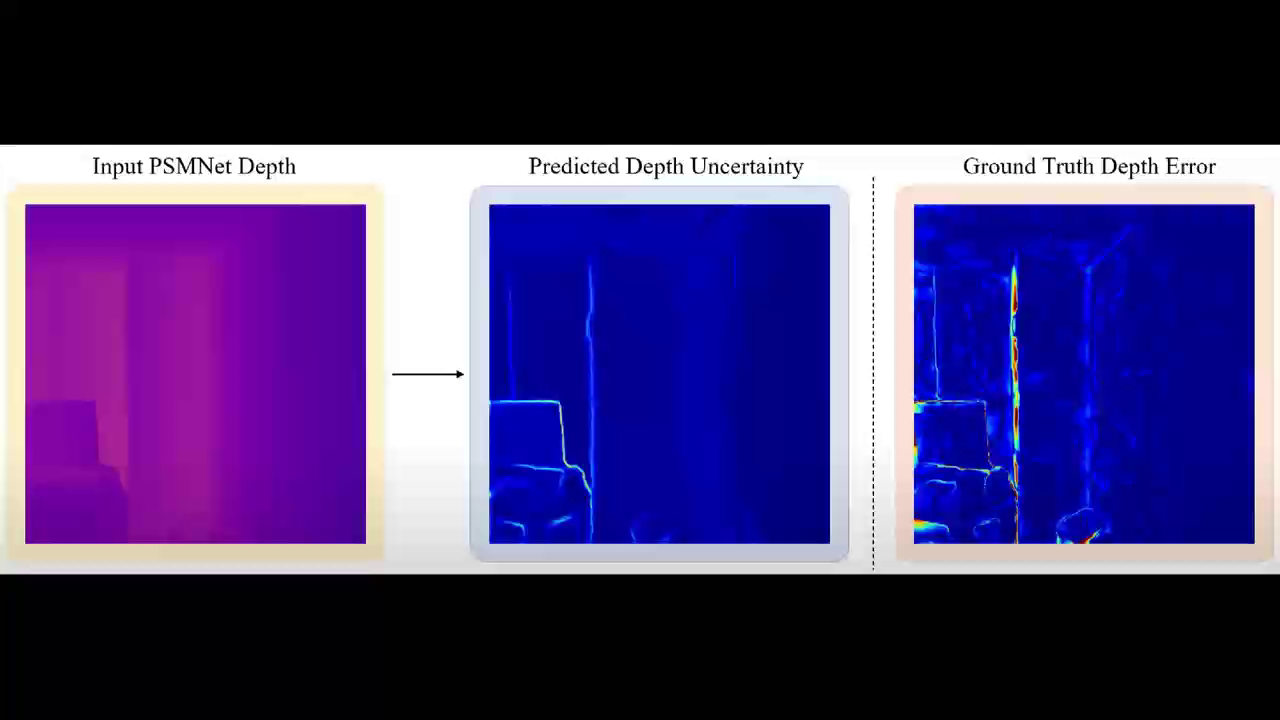 Input PSMNet Depth
Predicted Depth Uncertainty
Ground Truth Depth Error